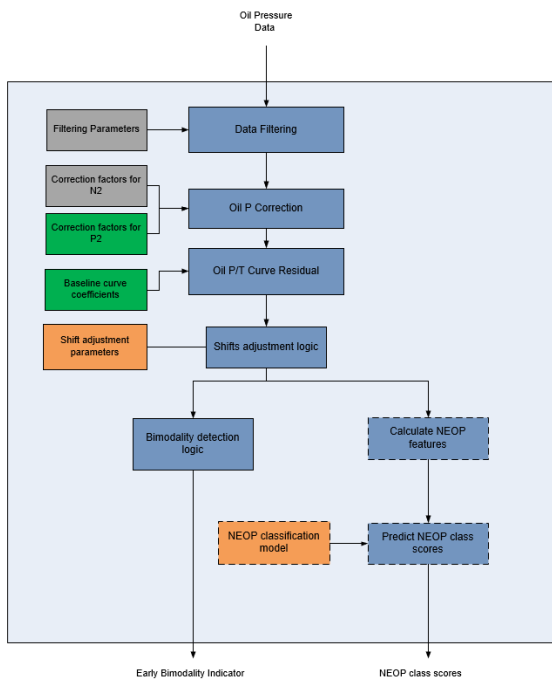 Oil Pressure
Data
Filtering Parameters
Data Filtering
Correction factors for
N2
Oil P Correction
Correction factors for
P2
Oil P/T Curve Residual
Baseline curve
coefficients
Shift adjustment
parameters
Shifts adjustment logic
Bimodality detection
logic
Calculate NEOP
features
NEOP classification
model
Predict NEOP class
scores
Early Bimodality Indicator
NEOP class scores